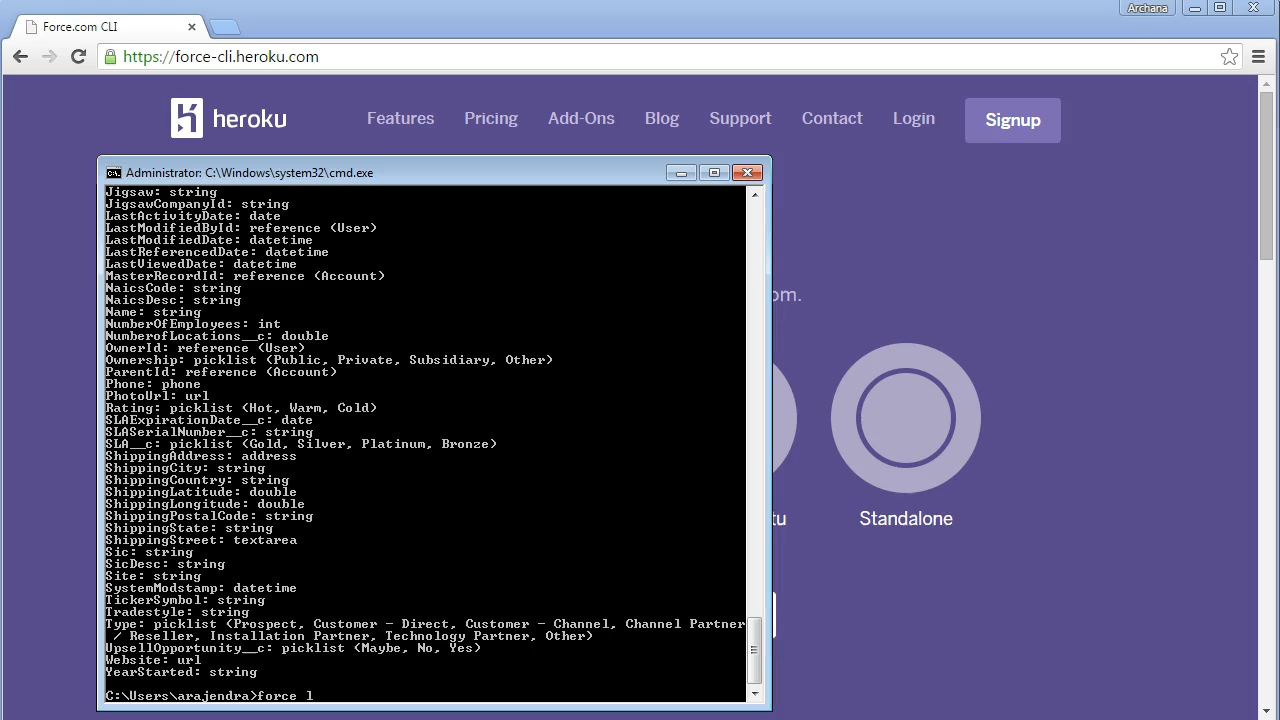 Archana
Force.com CLI
https://force-cli.heroku.com
heroku
Features Pricing Add-Ons Blog Support Contact Login Signup
Administrator: C:\Windows\system32\cmd.exe
Jigsaw: string
JigsawCompanyId: string
LastActivityDate: date
LastModifiedById: reference (User)
LastModifiedDate: datetime
LastReferencedDate: datetime
LastViewedDate: datetime
MasterRecordId: reference (Account)
NaicsCode: string
NaicsDesc: string
Name: string
NumberOfEmployees: int
NumberofLocations__c: double
OwnerId: reference (User)
Ownership: picklist (Public, Private, Subsidiary, Other)
ParentId: reference (Account)
Phone: phone
PhotoUrl: url
Rating: picklist (Hot, Warm, Cold)
SLAExpirationDate__c: date
SLASerialNumber__c: string
SLA__c: picklist (Gold, Silver, Platinum, Bronze)
ShippingAddress: address
ShippingCity: string
ShippingCountry: string
ShippingLatitude: double
ShippingLongitude: double
ShippingPostalCode: string
ShippingState: string
ShippingStreet: textarea
Sic: string
SicDesc: string
Site: string
SystemModstamp: datetime
TickerSymbol: string
Tradestyle: string
Type: picklist (Prospect, Customer - Direct, Customer - Channel, Channel Partner
/ Reseller, Installation Partner, Technology Partner, Other)
UpsellOpportunity__c: picklist (Maybe, No, Yes)
Website: url
YearStarted: string
C:\Users\arajendra>force l
om.
tu
Standalone